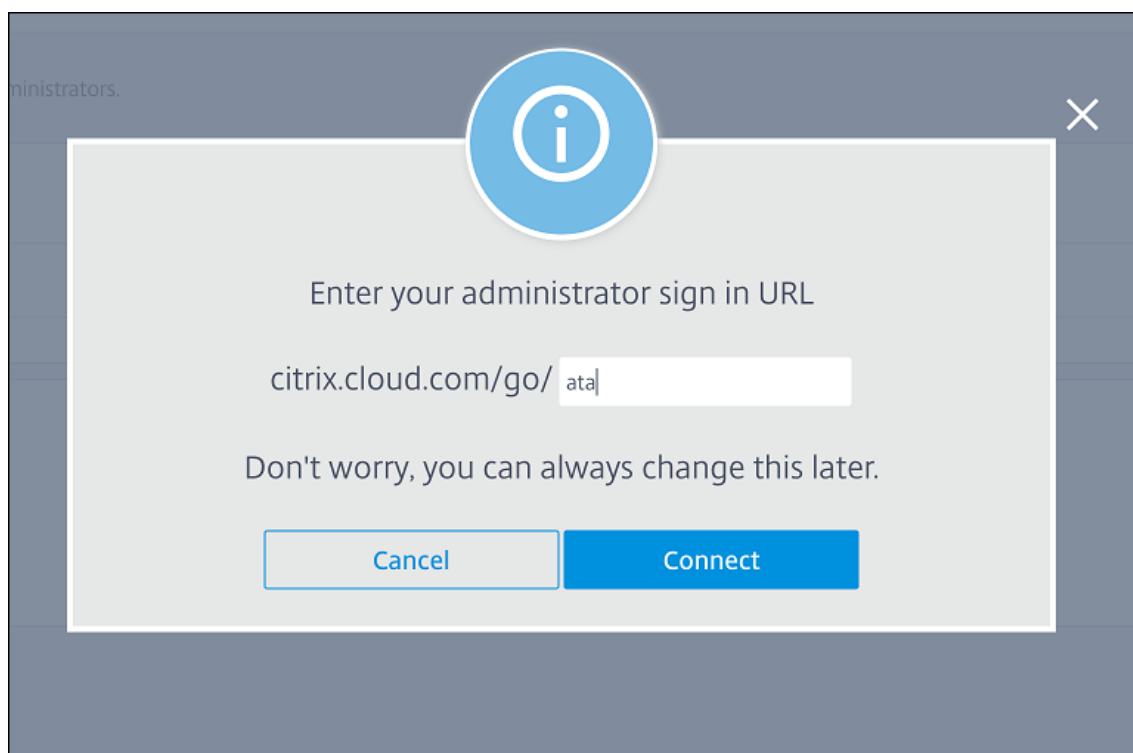 ministrators.
Enter your administrator sign in URL
citrix.cloud.com/go/ ata
Don't worry, you can always change this later.
Cancel Connect